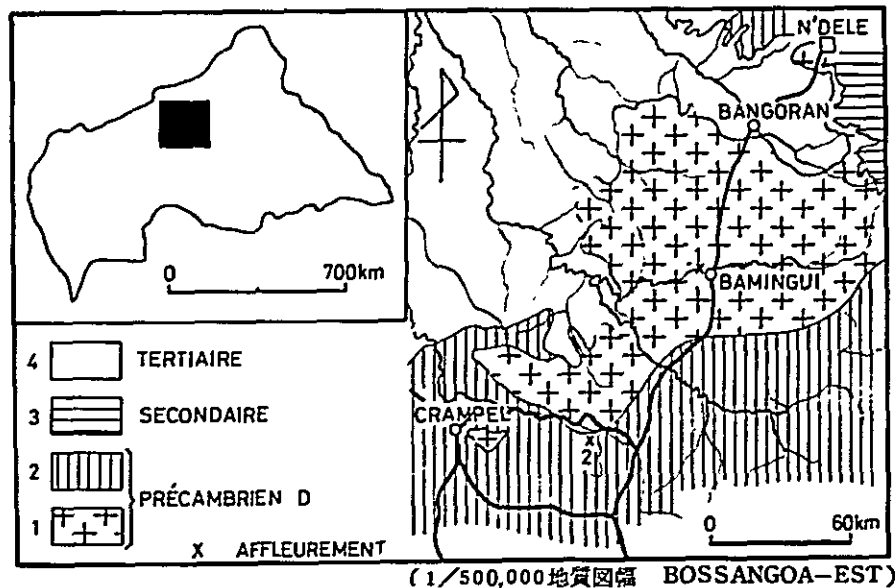 N'DELE
BANGORAN
BAMINGUI
CRAMPEL
x
2
0 60km
0 700km
4 TERTIAIRE
3 SECONDAIRE
2
PRÉCAMBRIEN D
1
X AFFLEUREMENT
(1/500,000地質図幅 BOSSANGOA-EST)